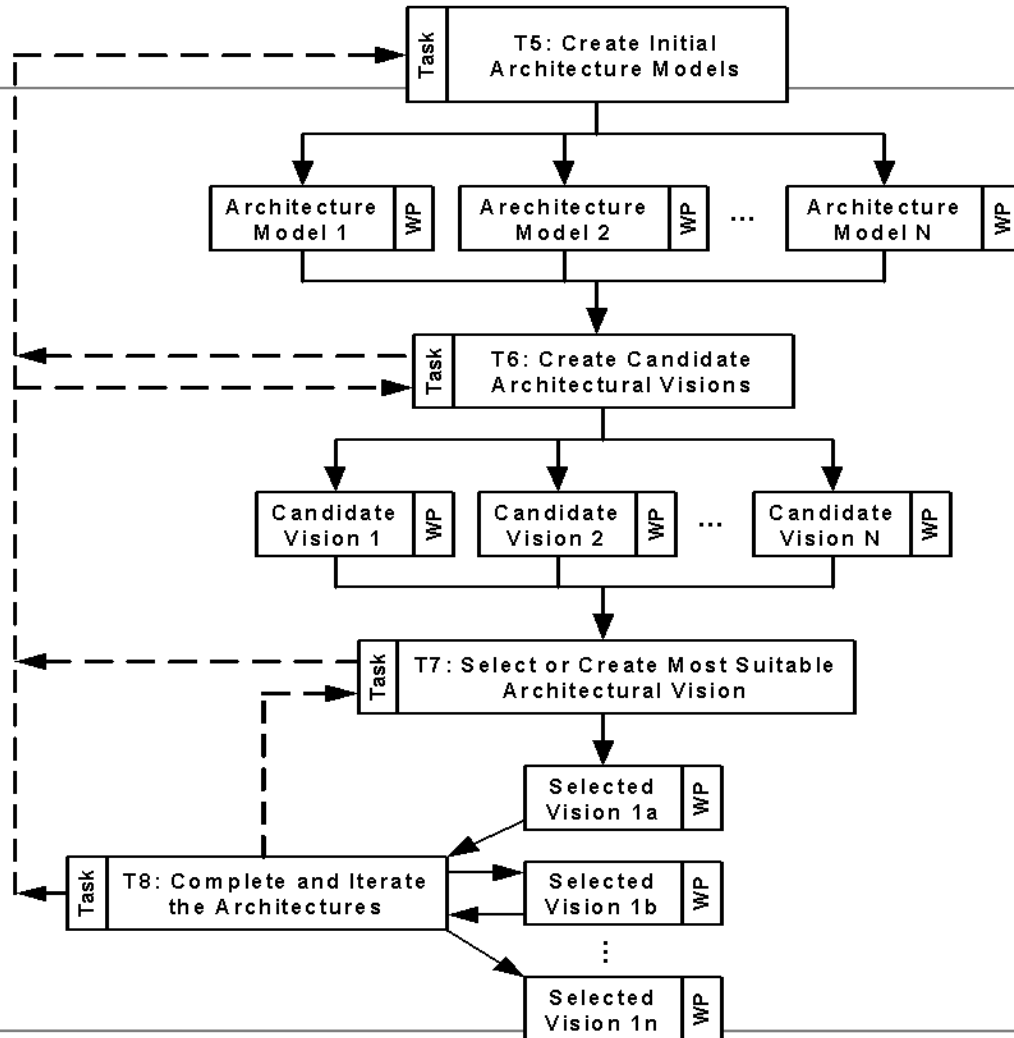 Task
T5: Create Initial
Architecture Models
Architecture
Model 1
WP
Arechitecture
Model 2
WP
...
Architecture
Model N
WP
Task
T6: Create Candidate
Architectural Visions
Candidate
Vision 1
WP
Candidate
Vision 2
WP
...
Candidate
Vision N
WP
Task
T7: Select or Create Most Suitable
Architectural Vision
Selected
Vision 1a
WP
Task
T8: Complete and Iterate
the Architectures
Selected
Vision 1b
WP
...
Selected
Vision 1n
WP